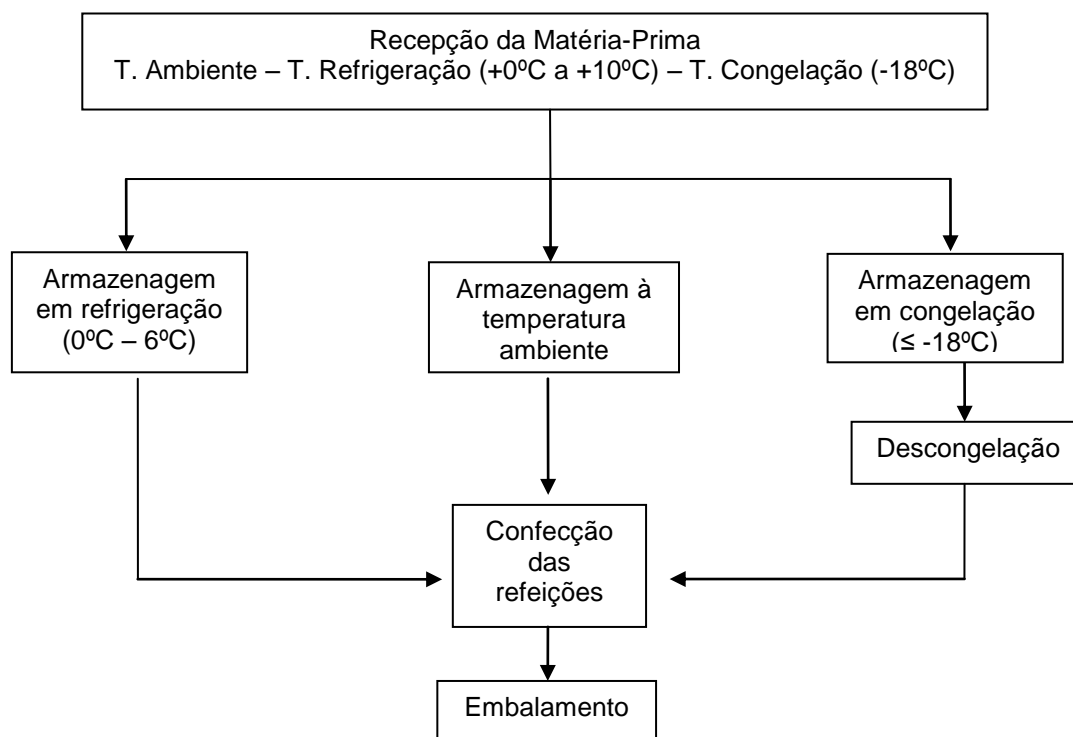 Recepção da Matéria-Prima
T. Ambiente – T. Refrigeração (+0ºC a +10ºC) – T. Congelação (-18ºC)
Armazenagem
em refrigeração
(0ºC – 6ºC)
Armazenagem à
temperatura
ambiente
Armazenagem
em congelação
(≤ -18ºC)
Descongelação
Confecção
das
refeições
Embalamento